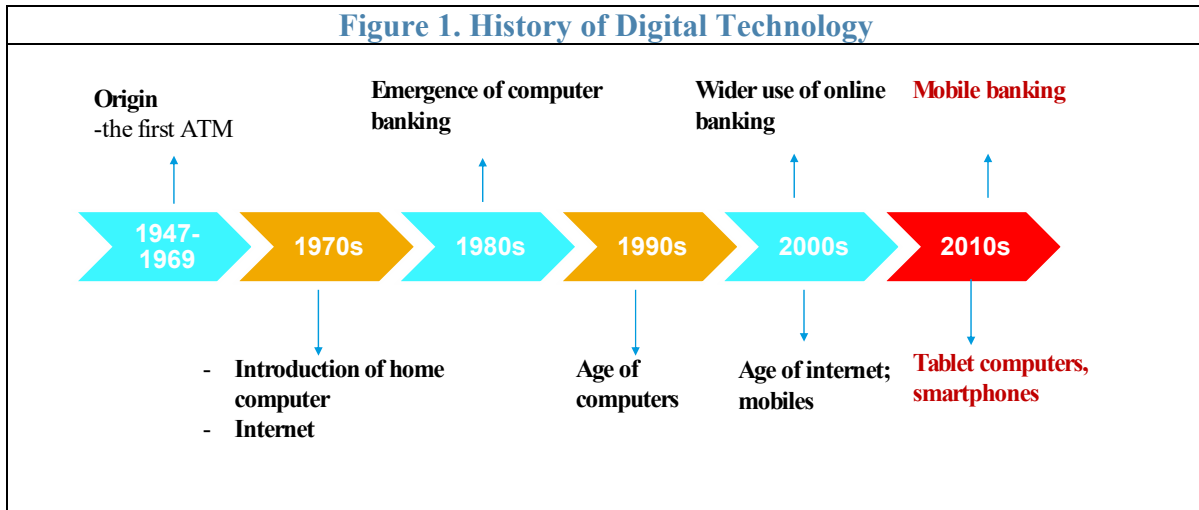 Figure 1. History of Digital Technology
Origin
-the first ATM
Emergence of computer
banking
Wider use of online
banking
Mobile banking
1947-
1969
1970s
1980s
1990s
2000s
2010s
- Introduction of home
computer
- Internet
Age of
computers
Age of internet;
mobiles
Tablet computers,
smartphones